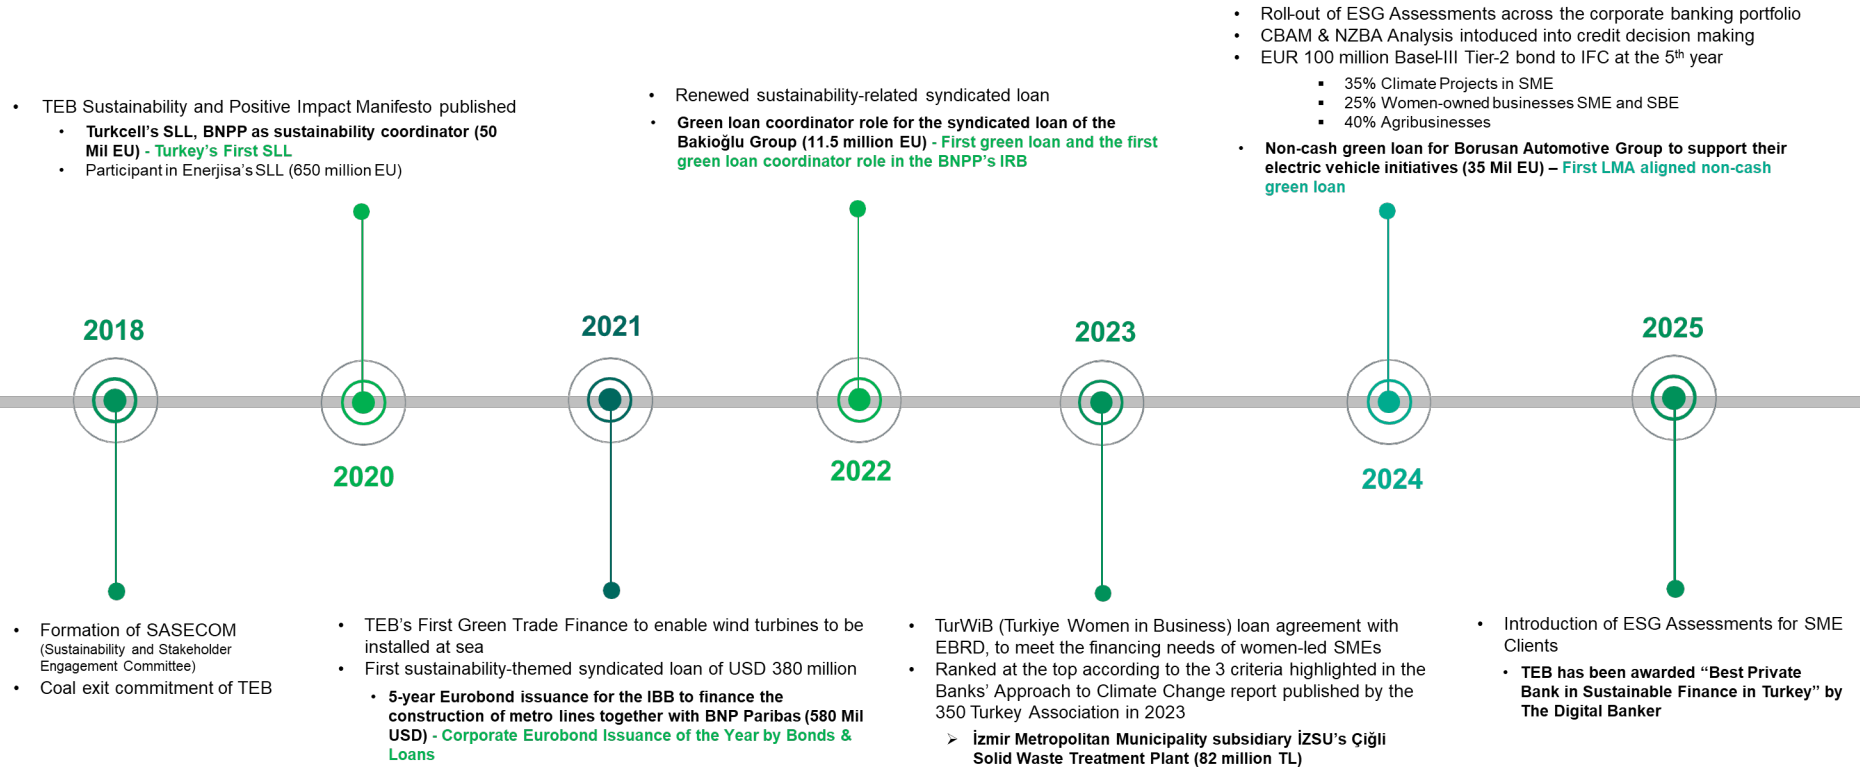 2018
• Formation of SASECOM
(Sustainability and Stakeholder
Engagement Committee)
• Coal exit commitment of TEB
• TEB Sustainability and Positive Impact Manifesto published
• Turkcell’s SLL, BNPP as sustainability coordinator (50
Mil EU) - Turkey’s First SLL
• Participant in Enerjisa’s SLL (650 million EU)
2020
2021
• TEB’s First Green Trade Finance to enable wind turbines to be
installed at sea
• First sustainability-themed syndicated loan of USD 380 million
• 5-year Eurobond issuance for the IBB to finance the
construction of metro lines together with BNP Paribas (580 Mil
USD) - Corporate Eurobond Issuance of the Year by Bonds &
Loans
• Renewed sustainability-related syndicated loan
• Green loan coordinator role for the syndicated loan of the
Bakioğlu Group (11.5 million EU) - First green loan and the first
green loan coordinator role in the BNPP’s IRB
2022
2023
• TurWiB (Turkiye Women in Business) loan agreement with
EBRD, to meet the financing needs of women-led SMEs
• Ranked at the top according to the 3 criteria highlighted in the
Banks’ Approach to Climate Change report published by the
350 Turkey Association in 2023
➢ İzmir Metropolitan Municipality subsidiary İZSU’s Çiğli
Solid Waste Treatment Plant (82 million TL)
• Roll-out of ESG Assessments across the corporate banking portfolio
• CBAM & NZBA Analysis intoduced into credit decision making
• EUR 100 million Basel-III Tier-2 bond to IFC at the 5th year
▪ 35% Climate Projects in SME
▪ 25% Women-owned businesses SME and SBE
▪ 40% Agribusinesses
• Non-cash green loan for Borusan Automotive Group to support their
electric vehicle initiatives (35 Mil EU) – First LMA aligned non-cash
green loan
2024
2025
• Introduction of ESG Assessments for SME
Clients
• TEB has been awarded “Best Private
Bank in Sustainable Finance in Turkey” by
The Digital Banker